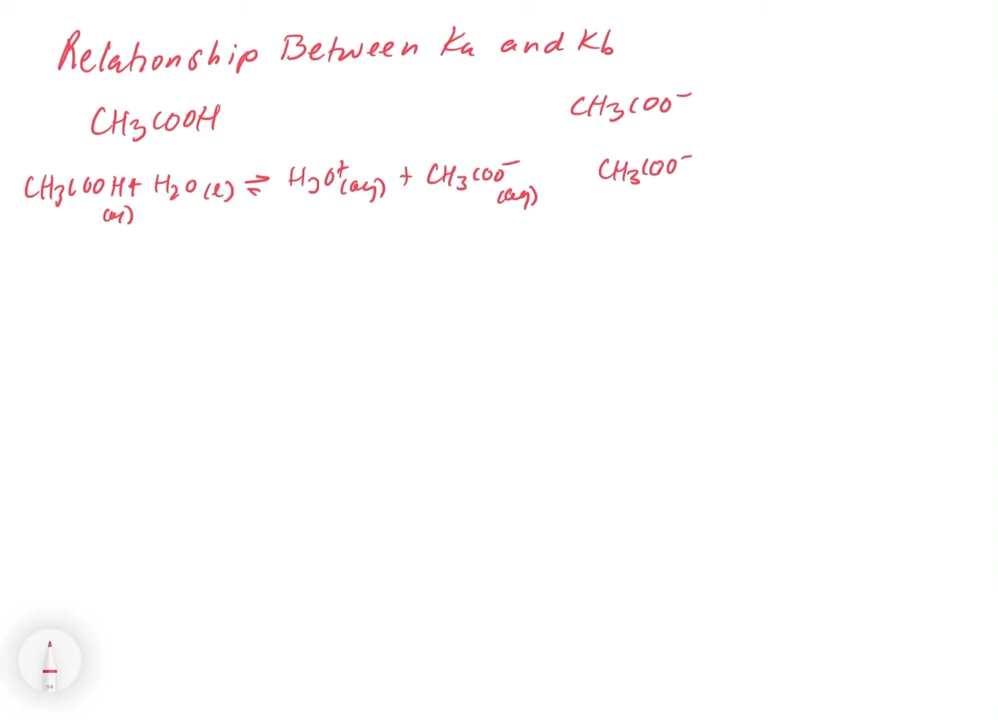 Relationship Between Ka and Kb
CH3COOH
CH3COO⁻
CH3COOH + H2O (l) ⇌ H3O⁺(aq) + CH3COO⁻
CH3COO⁻
(aq)
(aq)